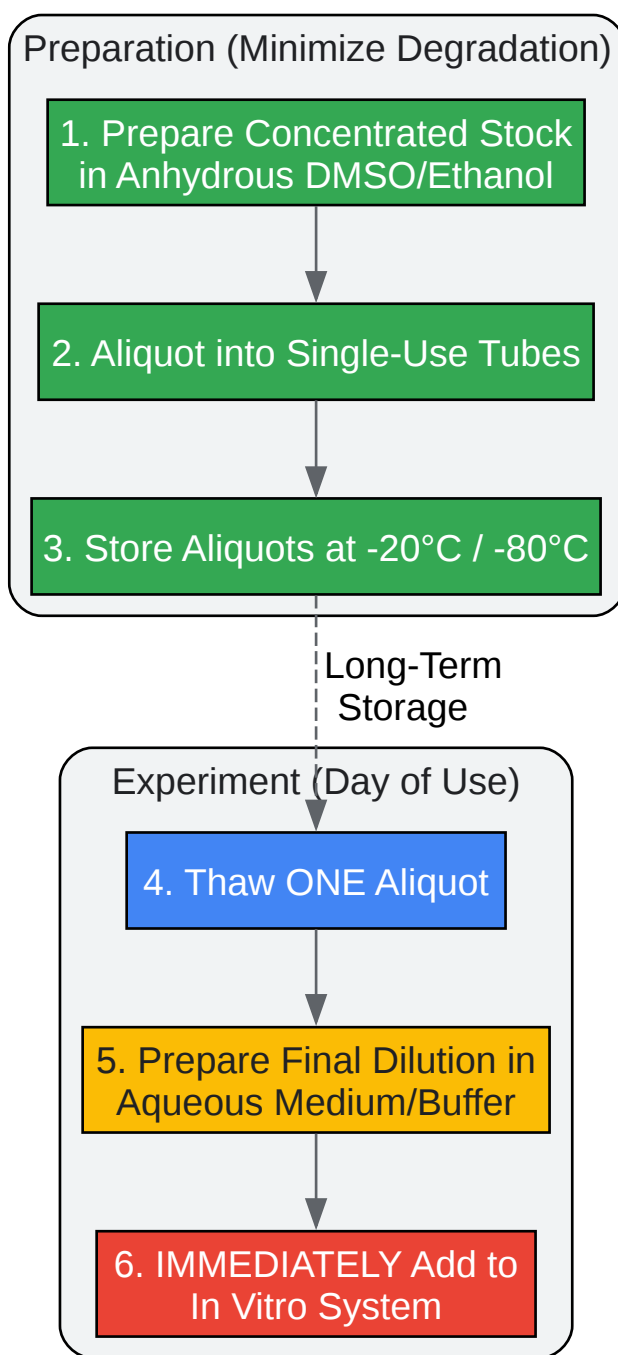 Preparation (Minimize Degradation)
1. Prepare Concentrated Stock
in Anhydrous DMSO/Ethanol
2. Aliquot into Single-Use Tubes
3. Store Aliquots at -20°C / -80°C
Long-Term
Storage
Experiment (Day of Use)
4. Thaw ONE Aliquot
5. Prepare Final Dilution in
Aqueous Medium/Buffer
6. IMMEDIATELY Add to
In Vitro System